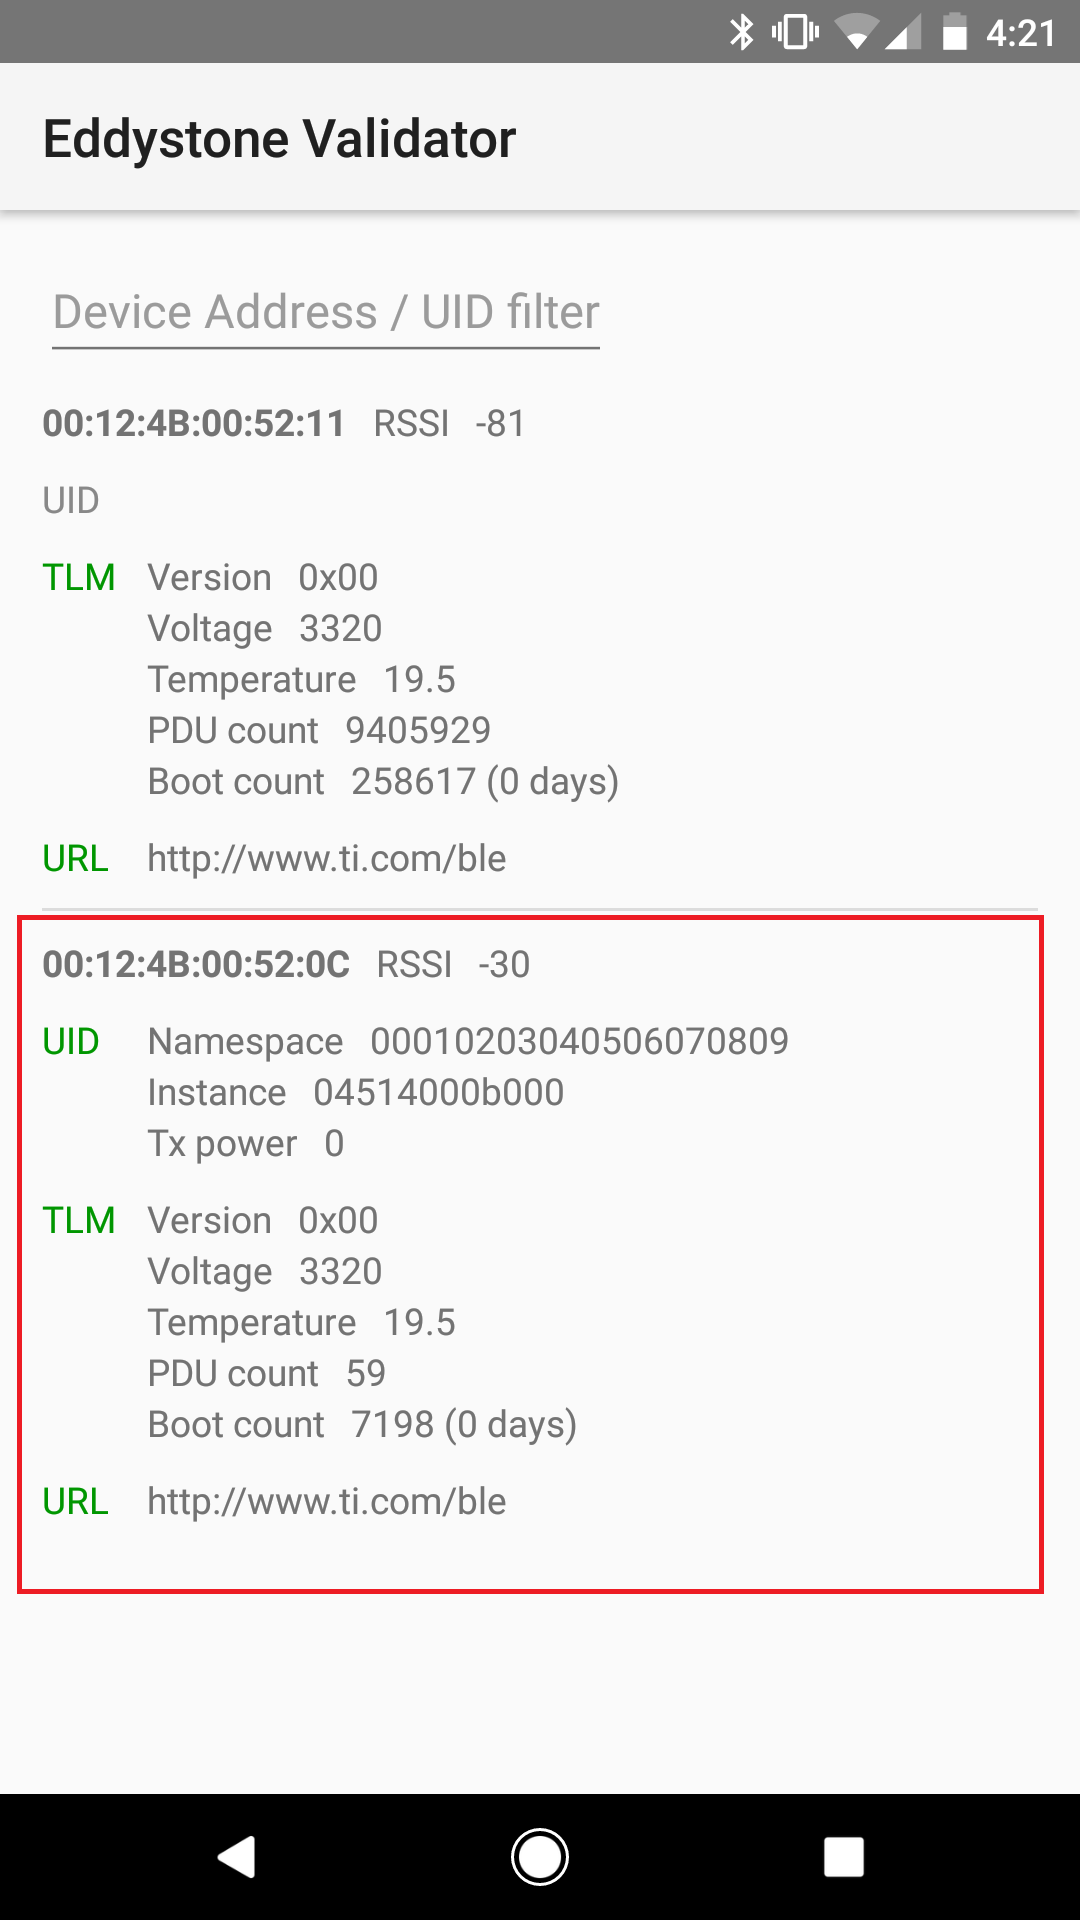 4:21
Eddystone Validator
Device Address / UID filter
00:12:4B:00:52:11 RSSI -81
UID
TLM Version 0x00
Voltage 3320
Temperature 19.5
PDU count 9405929
Boot count 258617 (0 days)
URL http://www.ti.com/ble
00:12:4B:00:52:0C RSSI -30
UID Namespace 00010203040506070809
Instance 04514000b000
Tx power 0
TLM Version 0x00
Voltage 3320
Temperature 19.5
PDU count 59
Boot count 7198 (0 days)
URL http://www.ti.com/ble